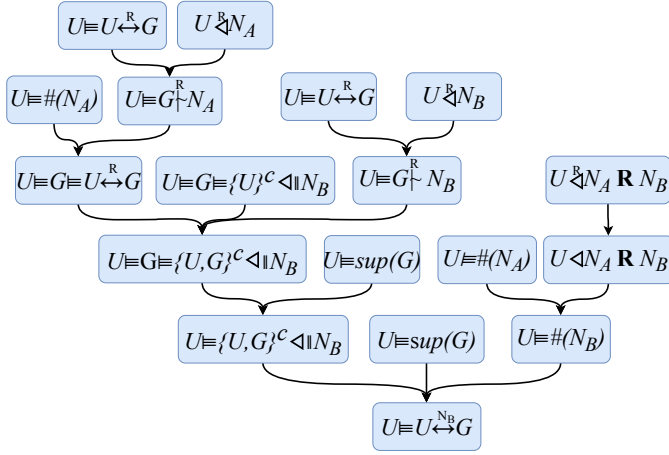 U≡U↔^R G
U ⊲^R N_A
U≡#(N_A)
U≡G|~^R N_A
U≡U↔^R G
U ⊲^R N_B
U≡G≡U↔^R G
U≡G≡{U}^c ⊲‖N_B
U≡G|~^R N_B
U ⊲^R N_A R N_B
U≡G≡{U,G}^c ⊲‖N_B
U≡sup(G)
U≡#(N_A)
U⊲N_A R N_B
U≡{U,G}^c ⊲‖N_B
U≡sup(G)
U≡#(N_B)
U≡U↔^{N_B} G